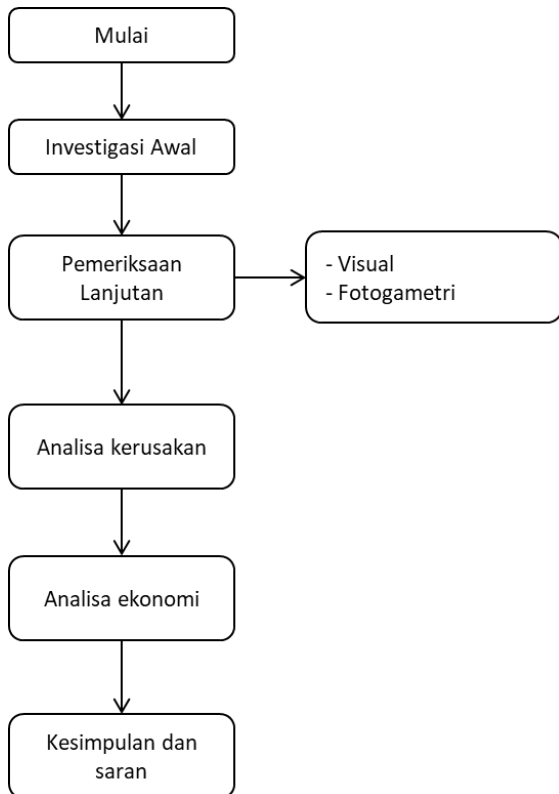 Mulai
Investigasi Awal
Pemeriksaan
Lanjutan
- Visual
- Fotogametri
Analisa kerusakan
Analisa ekonomi
Kesimpulan dan
saran